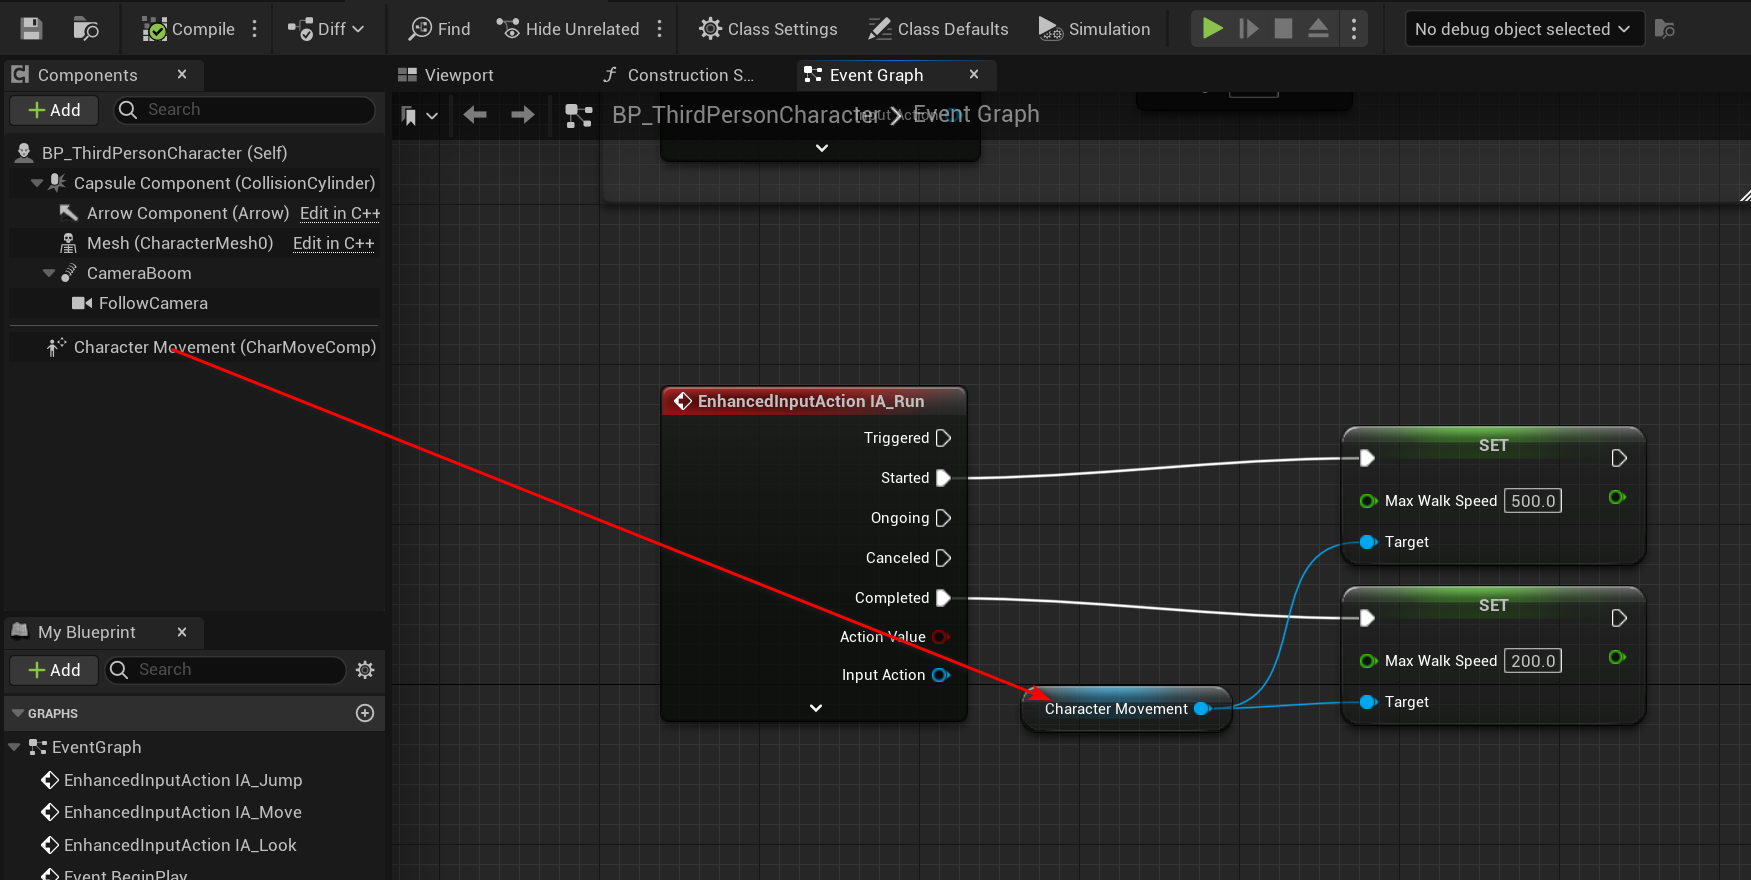 Compile
Diff
Find
Hide Unrelated
Class Settings
Class Defaults
Simulation
No debug object selected
Components
Viewport
Construction S...
Event Graph
Add
Search
BP_ThirdPersonCharacter
Event Graph
Input Action
BP_ThirdPersonCharacter (Self)
Capsule Component (CollisionCylinder)
Arrow Component (Arrow) Edit in C++
Mesh (CharacterMesh0) Edit in C++
CameraBoom
FollowCamera
Character Movement (CharMoveComp)
EnhancedInputAction IA_Run
Triggered
Started
Ongoing
Canceled
Completed
Action Value
Input Action
Character Movement
SET
Max Walk Speed 500.0
Target
SET
Max Walk Speed 200.0
Target
My Blueprint
Add
Search
GRAPHS
EventGraph
EnhancedInputAction IA_Jump
EnhancedInputAction IA_Move
EnhancedInputAction IA_Look
Event BeginPlay